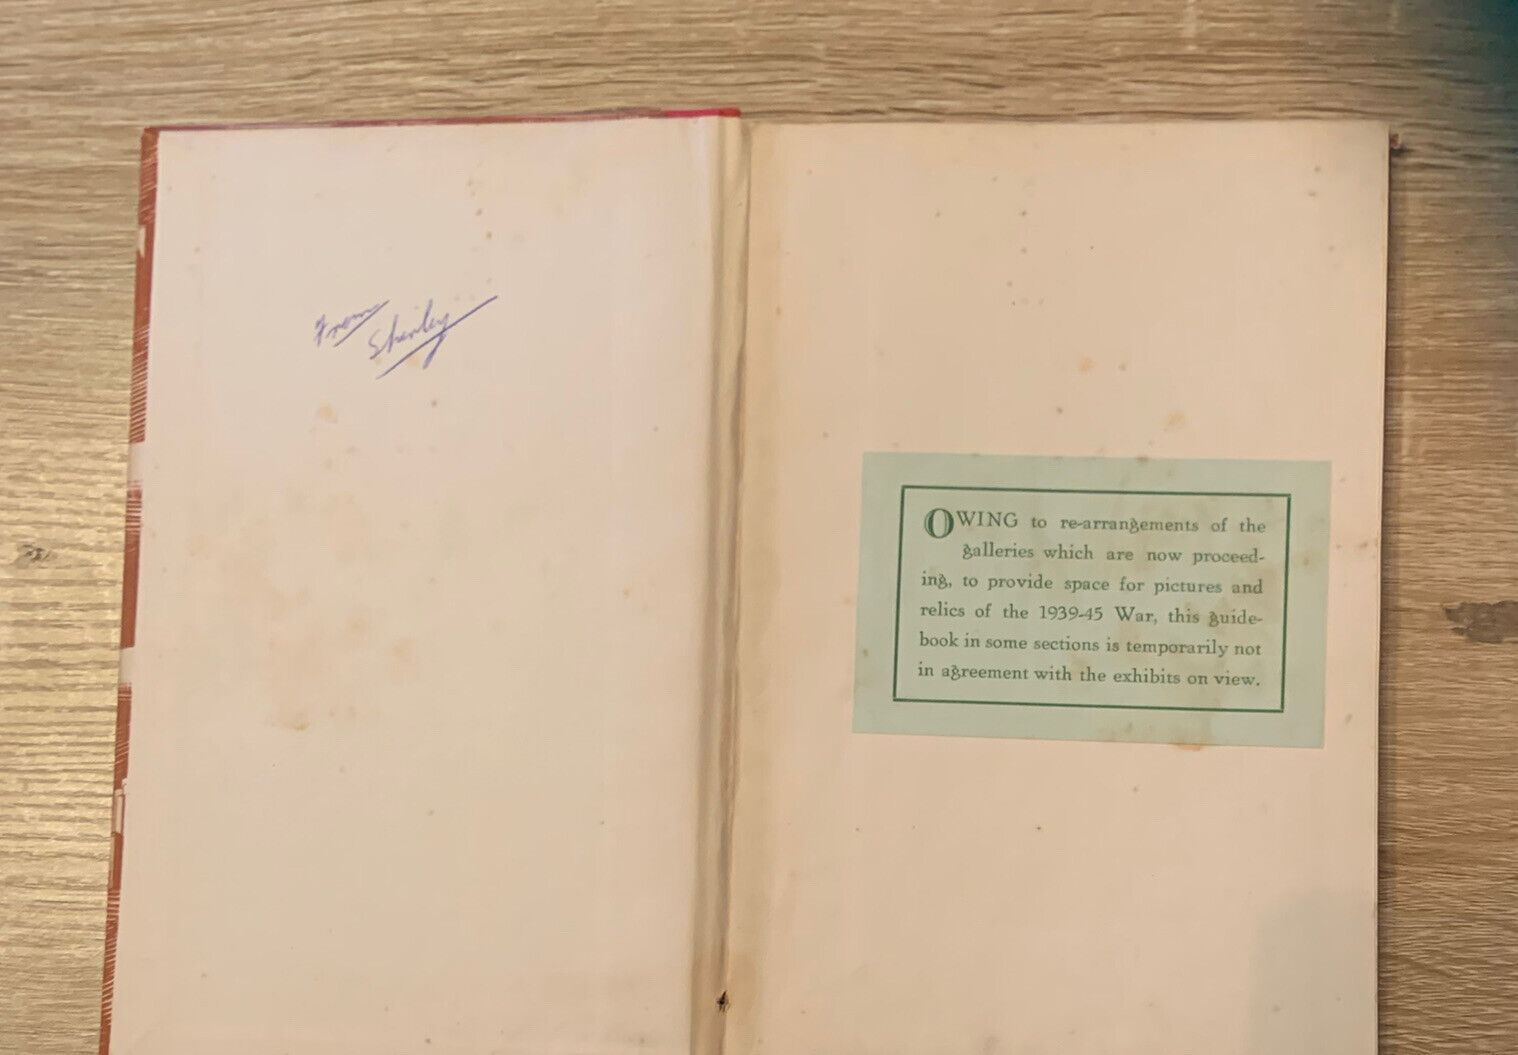 From
Shirley
OWING to re-arrangements of the
galleries which are now proceed-
ing, to provide space for pictures and
relics of the 1939-45 War, this guide-
book in some sections is temporarily not
in agreement with the exhibits on view.